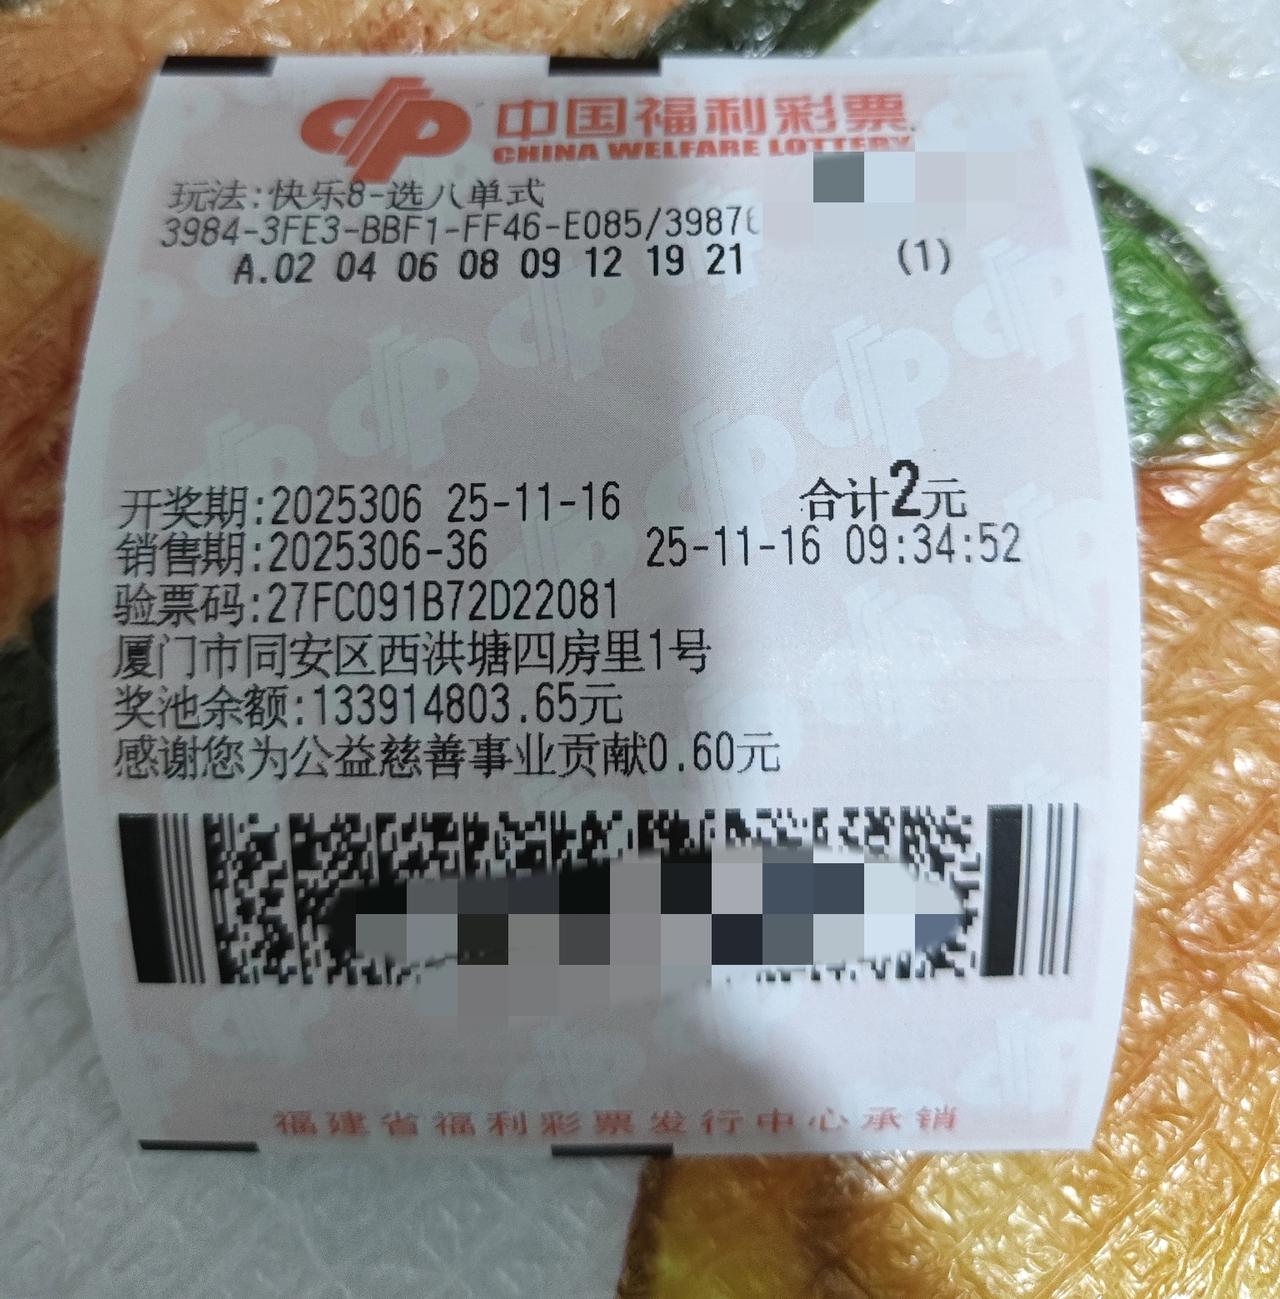 中国福利彩票
CHINA WELFARE LOTTERY
玩法:快乐8-选八单式
3984-3FE3-BBF1-FF46-E085/39876
A.02 04 06 08 09 12 19 21 (1)
开奖期:2025306 25-11-16 合计2元
销售期:2025306-36 25-11-16 09:34:52
验票码:27FC091B72D22081
厦门市同安区西洪塘四房里1号
奖池余额:133914803.65元
感谢您为公益慈善事业贡献0.60元
福建省福利彩票发行中心承销